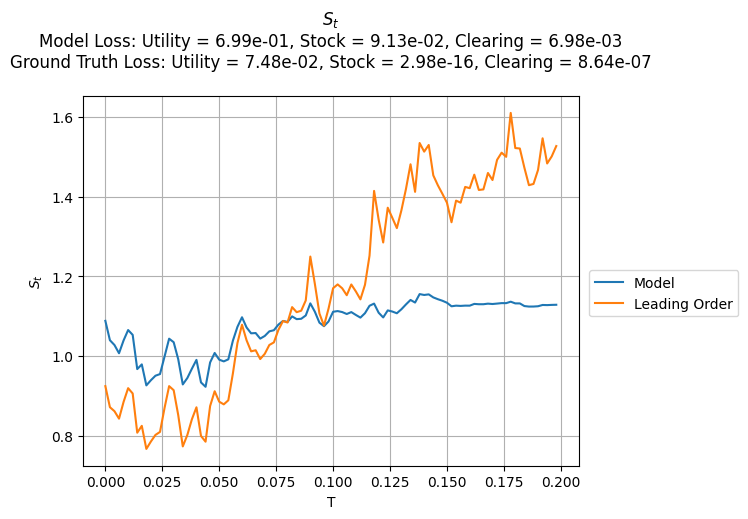 S_t
Model Loss: Utility = 6.99e-01, Stock = 9.13e-02, Clearing = 6.98e-03
Ground Truth Loss: Utility = 7.48e-02, Stock = 2.98e-16, Clearing = 8.64e-07
1.6
1.4
1.2
1.0
0.8
S_t
Model
Leading Order
0.000 0.025 0.050 0.075 0.100 0.125 0.150 0.175 0.200
T